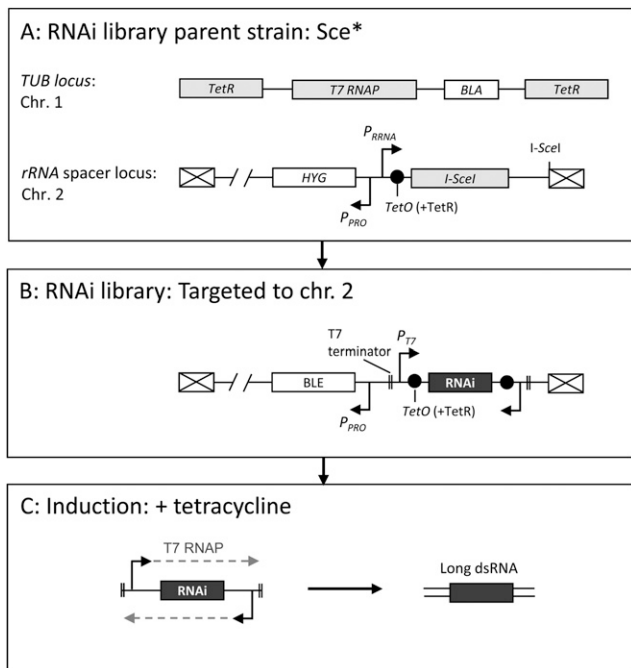 A: RNAi library parent strain: Sce*
TUB locus:
Chr. 1
TetR
T7 RNAP
BLA
TetR
P_RRNA
I-SceI
rRNA spacer locus:
Chr. 2
HYG
I-SceI
P_PRO
TetO (+TetR)
B: RNAi library: Targeted to chr. 2
T7
terminator
P_T7
BLE
RNAi
P_PRO
TetO (+TetR)
C: Induction: + tetracycline
T7 RNAP
RNAi
Long dsRNA